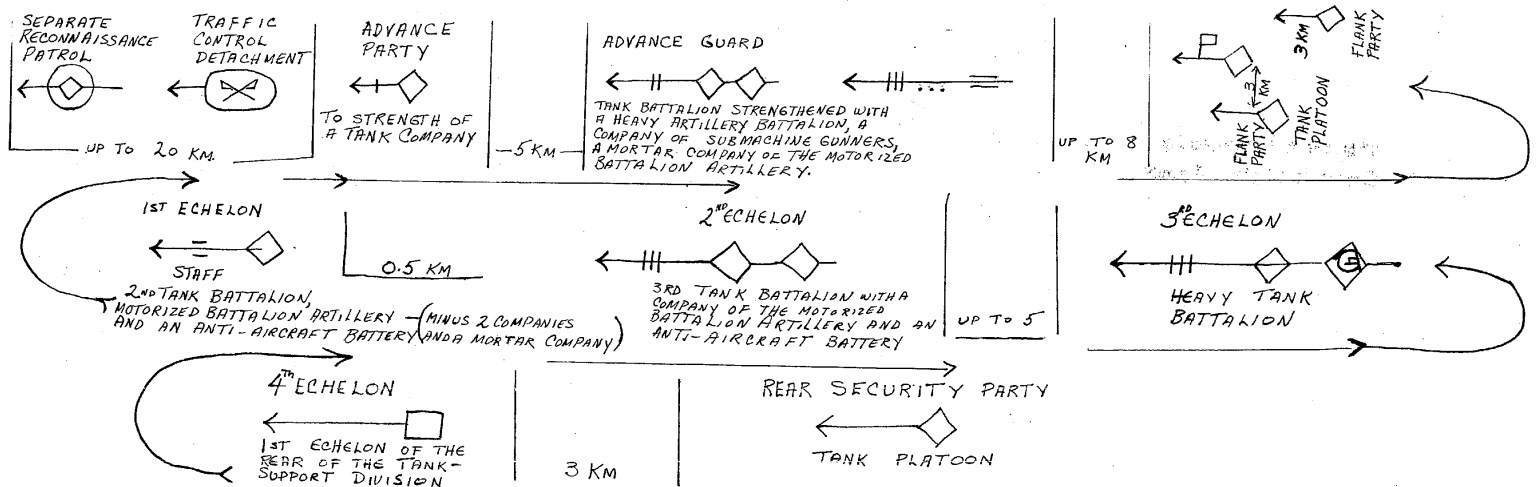 SEPARATE
RECONNAISSANCE
PATROL
TRAFFIC
CONTROL
DETACHMENT
UP TO 20 KM.
ADVANCE
PARTY
TO STRENGTH OF
A TANK COMPANY
5 KM
ADVANCE GUARD
TANK BATTALION STRENGTHENED WITH
A HEAVY ARTILLERY BATTALION, A
COMPANY OF SUBMACHINE GUNNERS,
A MORTAR COMPANY OF THE MOTORIZED
BATTALION ARTILLERY.
UP TO 8
KM
3 KM
FLANK
PARTY
3
KM
FLANK
PARTY
TANK
PLATOON
1ST ECHELON
STAFF
2ND TANK BATTALION,
MOTORIZED BATTALION ARTILLERY – (MINUS 2 COMPANIES
AND AN ANTI-AIRCRAFT BATTERY AND A MORTAR COMPANY)
0.5 KM
2ND ECHELON
3RD TANK BATTALION WITH A
COMPANY OF THE MOTORIZED
BATTALION ARTILLERY AND AN
ANTI-AIRCRAFT BATTERY
UP TO 5
3RD ECHELON
h
HEAVY TANK
BATTALION
4TH ECHELON
1ST ECHELON OF THE
REAR OF THE TANK-
SUPPORT DIVISION
3 KM
REAR SECURITY PARTY
TANK PLATOON